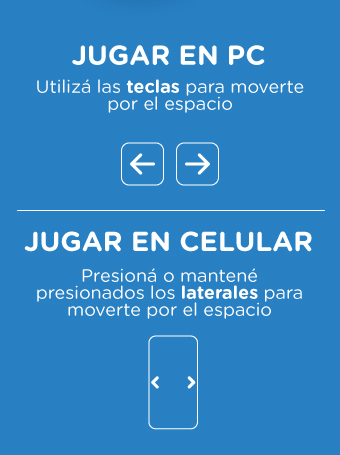 JUGAR EN PC
Utilizá las teclas para moverte
por el espacio
JUGAR EN CELULAR
Presioná o mantené
presionados los laterales para
moverte por el espacio